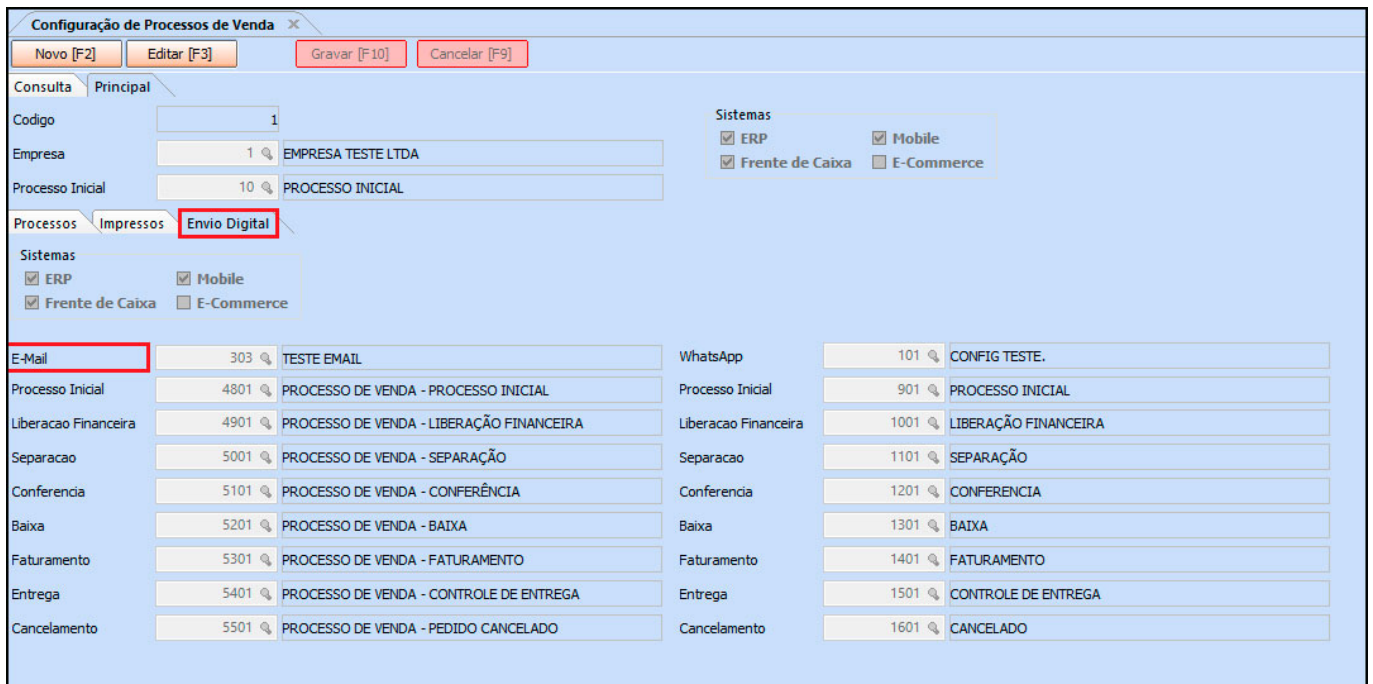 Configuração de Processos de Venda
Novo [F2] Editar [F3] Gravar [F10] Cancelar [F9]
Consulta Principal
Codigo 1
Empresa 1 EMPRESA TESTE LTDA
Processo Inicial 10 PROCESSO INICIAL
Sistemas
ERP Mobile
Frente de Caixa E-Commerce
Processos Impressos Envio Digital
Sistemas
ERP Mobile
Frente de Caixa E-Commerce
E-Mail 303 TESTE EMAIL WhatsApp 101 CONFIG TESTE.
Processo Inicial 4801 PROCESSO DE VENDA - PROCESSO INICIAL Processo Inicial 901 PROCESSO INICIAL
Liberacao Financeira 4901 PROCESSO DE VENDA - LIBERAÇÃO FINANCEIRA Liberacao Financeira 1001 LIBERAÇÃO FINANCEIRA
Separacao 5001 PROCESSO DE VENDA - SEPARAÇÃO Separacao 1101 SEPARAÇÃO
Conferencia 5101 PROCESSO DE VENDA - CONFERÊNCIA Conferencia 1201 CONFERENCIA
Baixa 5201 PROCESSO DE VENDA - BAIXA Baixa 1301 BAIXA
Faturamento 5301 PROCESSO DE VENDA - FATURAMENTO Faturamento 1401 FATURAMENTO
Entrega 5401 PROCESSO DE VENDA - CONTROLE DE ENTREGA Entrega 1501 CONTROLE DE ENTREGA
Cancelamento 5501 PROCESSO DE VENDA - PEDIDO CANCELADO Cancelamento 1601 CANCELADO